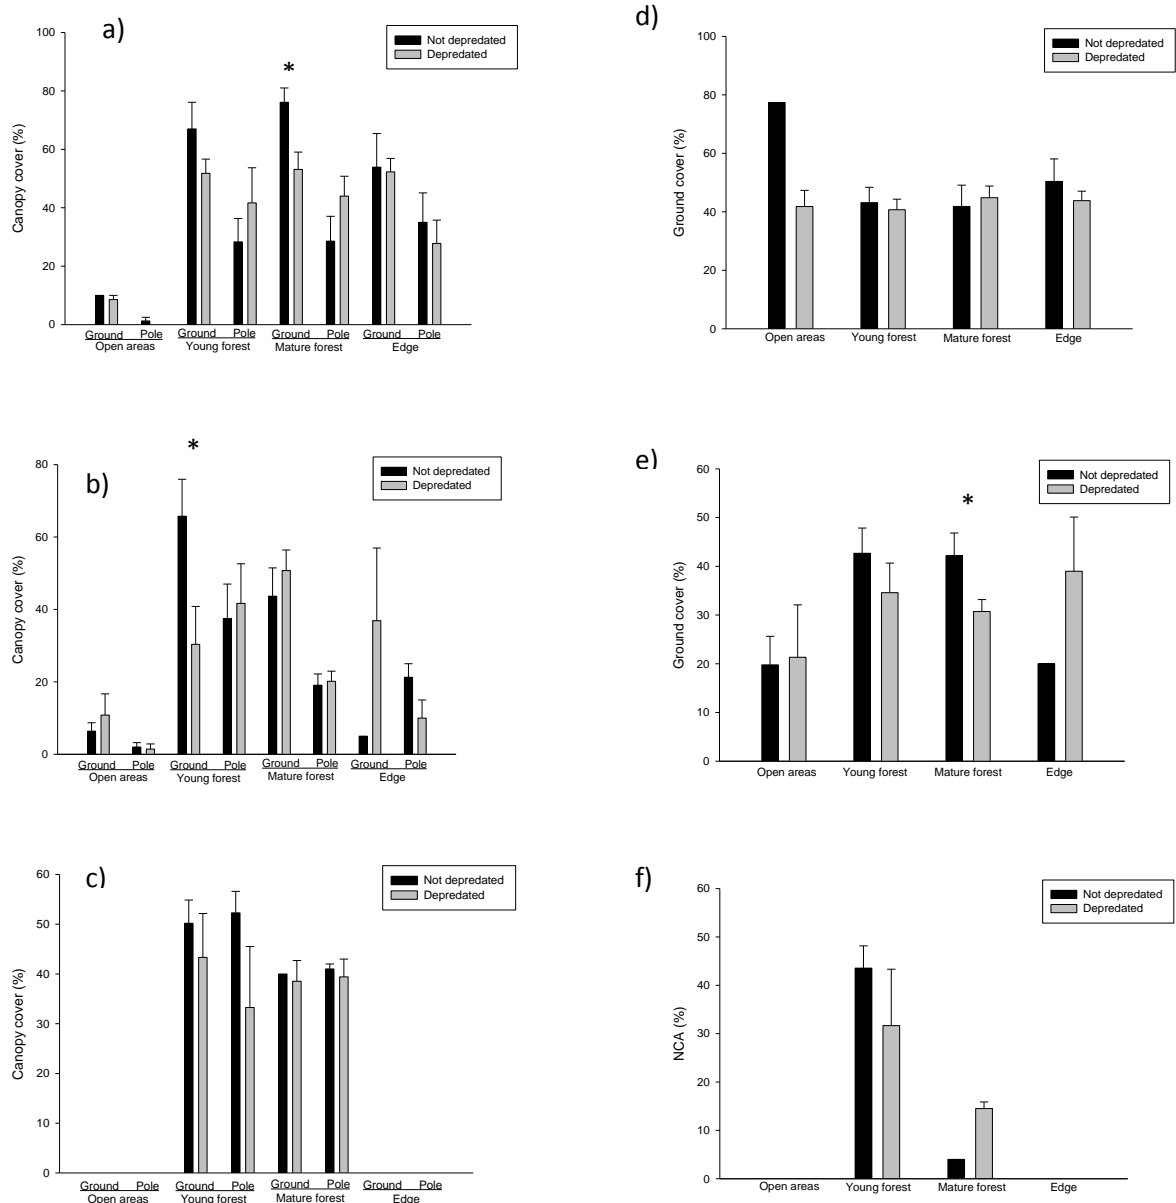 a)
Not depredated
Depredated
*
100
80
60
40
20
0
Canopy cover (%)
Ground Pole Ground Pole Ground Pole Ground Pole
Open areas Young forest Mature forest Edge
d)
Not depredated
Depredated
100
80
60
40
20
0
Ground cover (%)
Open areas Young forest Mature forest Edge
b)
*
Not depredated
Depredated
80
60
40
20
0
Canopy cover (%)
Ground Pole Ground Pole Ground Pole Ground Pole
Open areas Young forest Mature forest Edge
e)
Not depredated
Depredated
*
60
50
40
30
20
10
0
Ground cover (%)
Open areas Young forest Mature forest Edge
c)
Not depredated
Depredated
60
50
40
30
20
10
0
Canopy cover (%)
Ground Pole Ground Pole Ground Pole Ground Pole
Open areas Young forest Mature forest Edge
f)
Not depredated
Depredated
60
50
40
30
20
10
0
NCA (%)
Open areas Young forest Mature forest Edge